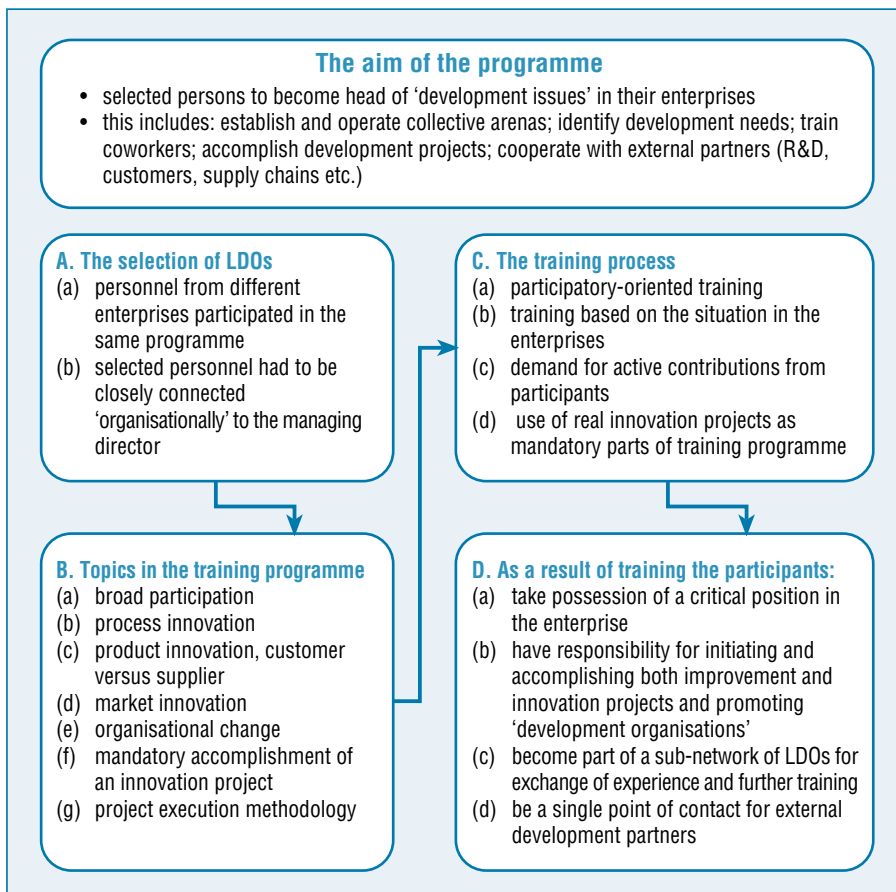 The aim of the programme
• selected persons to become head of ‘development issues’ in their enterprises
• this includes: establish and operate collective arenas; identify development needs; train
coworkers; accomplish development projects; cooperate with external partners (R&D,
customers, supply chains etc.)
A. The selection of LDOs
(a) personnel from different
enterprises participated in the
same programme
(b) selected personnel had to be
closely connected
‘organisationally’ to the managing
director
B. Topics in the training programme
(a) broad participation
(b) process innovation
(c) product innovation, customer
versus supplier
(d) market innovation
(e) organisational change
(f) mandatory accomplishment of
an innovation project
(g) project execution methodology
C. The training process
(a) participatory-oriented training
(b) training based on the situation in the
enterprises
(c) demand for active contributions from
participants
(d) use of real innovation projects as
mandatory parts of training programme
D. As a result of training the participants:
(a) take possession of a critical position in
the enterprise
(b) have responsibility for initiating and
accomplishing both improvement and
innovation projects and promoting
‘development organisations’
(c) become part of a sub-network of LDOs for
exchange of experience and further training
(d) be a single point of contact for external
development partners